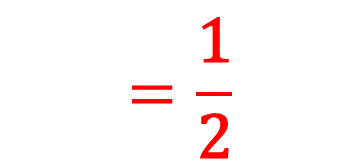 = 1/2